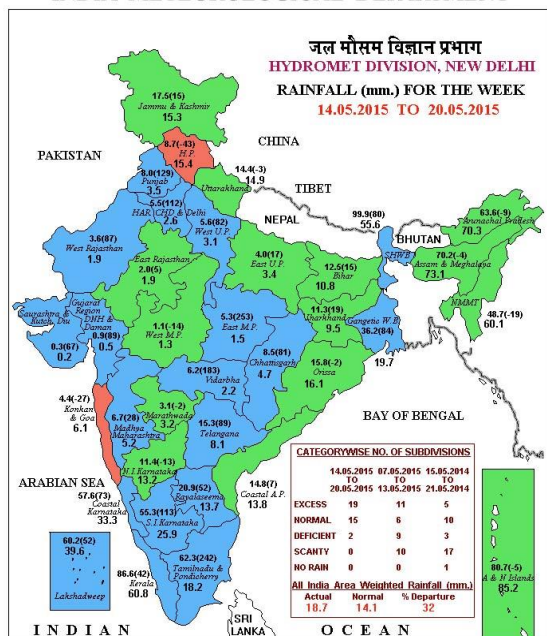 जल मौसम विज्ञान प्रभाग
HYDROMET DIVISION, NEW DELHI
RAINFALL (mm.) FOR THE WEEK
14.05.2015 TO 20.05.2015
17.5(15)
Jammu & Kashmir
15.3
CHINA
PAKISTAN
8.7(-43)
H.P.
15.4
8.0(129)
Punjab
3.5
14.4(-3)
14.9
Uttarakhand
TIBET
5.5(112)
HAR. CHD & Delhi
2.6
5.6(82)
West U.P.
3.1
NEPAL
99.9(80)
55.6
BHUTAN
63.6(-9)
Arunachal Pradesh
70.3
3.6(87)
West Rajasthan
1.9
East Rajasthan
2.0(5)
1.9
4.0(17)
East U.P.
3.4
12.5(15)
Bihar
10.8
SHWB
70.2(-4)
Assam & Meghalaya
73.1
NMMT
48.7(-19)
60.1
Saurashtra &
Kutch, Diu
0.3(67)
0.2
Gujarat
Region
DHH &
Daman
0.9(89)
0.5
1.1(-14)
West M.P.
1.3
5.3(253)
East M.P.
1.5
11.3(19)
Jharkhand
9.5
Gangetic W.B.
36.2(84)
19.7
8.5(81)
Chhattisgarh
4.7
6.2(183)
Vidarbha
2.2
15.8(-2)
Orissa
16.1
4.4(-27)
Konkan
& Goa
6.1
6.7(28)
Madhya
Maharashtra
5.2
3.1(-2)
Marathwada
3.2
15.3(89)
Telangana
8.1
BAY OF BENGAL
11.4(-13)
N.I.Karnataka
13.2
ARABIAN SEA
57.6(73)
Coastal
Karnataka
33.3
20.9(52)
Rayalaseema
13.7
14.8(7)
Coastal A.P.
13.8
55.3(113)
S.I.Karnataka
25.9
60.2(52)
39.6
Lakshadweep
86.6(42)
Kerala
60.8
62.3(242)
Tamilnadu &
Pondicherry
18.2
SRI
LANKA
INDIAN OCEAN
CATEGORYWISE NO. OF SUBDIVISIONS
14.05.2015 07.05.2015 15.05.2014
TO TO TO
20.05.2015 13.05.2015 21.05.2014
EXCESS 19 11 5
NORMAL 15 6 10
DEFICIENT 2 9 3
SCANTY 0 10 17
NO RAIN 0 0 1
All India Area Weighted Rainfall (mm.)
Actual Normal % Departure
18.7 14.1 32
80.7(-5)
A & N Islands
85.2